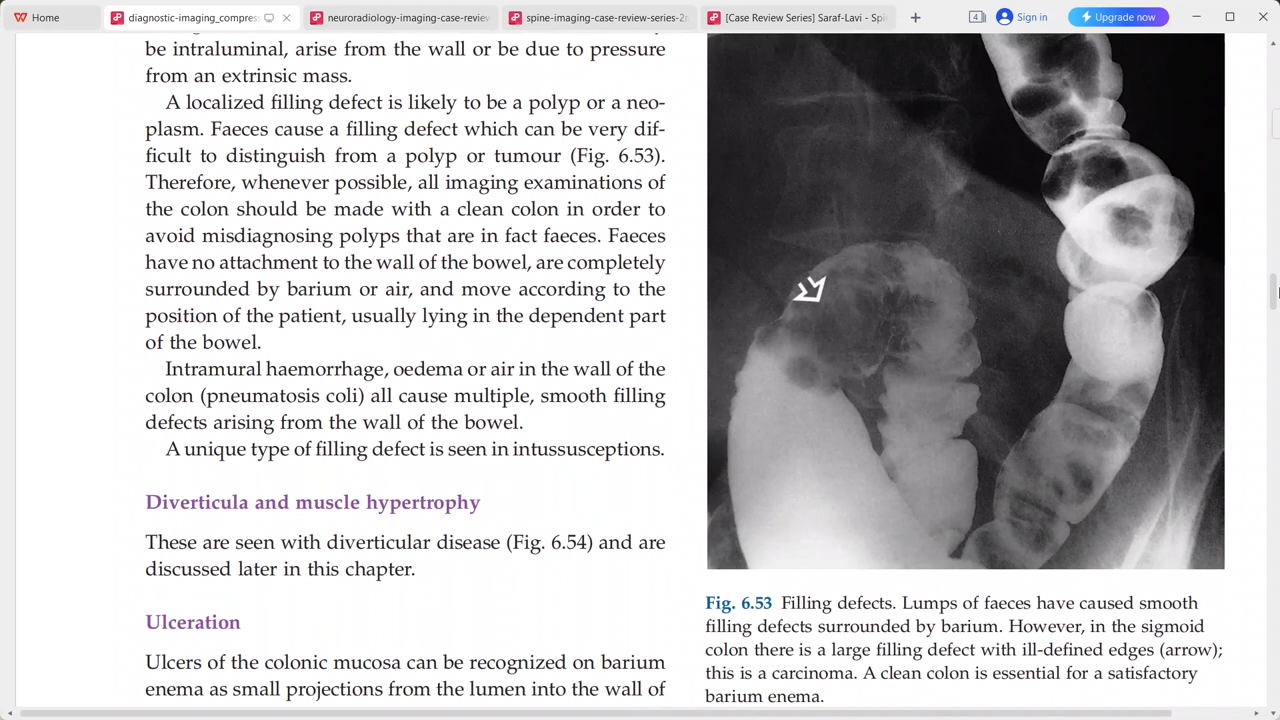 Home
diagnostic-imaging_compres
neuroradiology-imaging-case-review
spine-imaging-case-review-series-2
[Case Review Series] Saraf-Lavi - Spi
4
Sign in
Upgrade now
be intraluminal, arise from the wall or be due to pressure
from an extrinsic mass.
A localized filling defect is likely to be a polyp or a neo-
plasm. Faeces cause a filling defect which can be very dif-
ficult to distinguish from a polyp or tumour (Fig. 6.53).
Therefore, whenever possible, all imaging examinations of
the colon should be made with a clean colon in order to
avoid misdiagnosing polyps that are in fact faeces. Faeces
have no attachment to the wall of the bowel, are completely
surrounded by barium or air, and move according to the
position of the patient, usually lying in the dependent part
of the bowel.
Intramural haemorrhage, oedema or air in the wall of the
colon (pneumatosis coli) all cause multiple, smooth filling
defects arising from the wall of the bowel.
A unique type of filling defect is seen in intussusceptions.
Diverticula and muscle hypertrophy
These are seen with diverticular disease (Fig. 6.54) and are
discussed later in this chapter.
Ulceration
Ulcers of the colonic mucosa can be recognized on barium
enema as small projections from the lumen into the wall of
Fig. 6.53 Filling defects. Lumps of faeces have caused smooth
filling defects surrounded by barium. However, in the sigmoid
colon there is a large filling defect with ill-defined edges (arrow);
this is a carcinoma. A clean colon is essential for a satisfactory
barium enema.